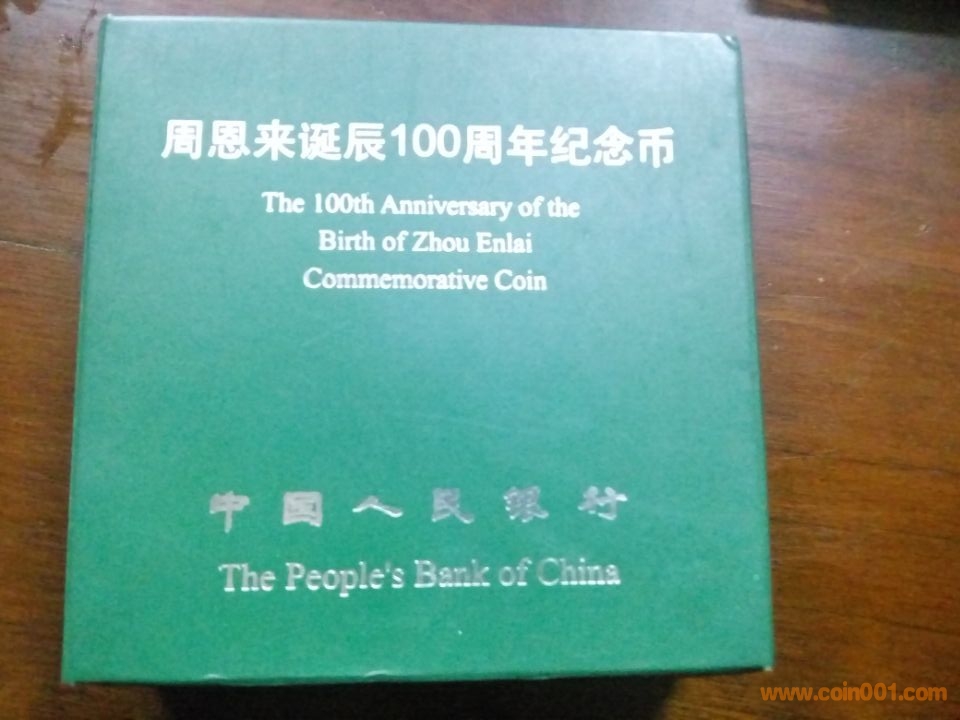 周恩来诞辰100周年纪念币
The 100th Anniversary of the
Birth of Zhou Enlai
Commemorative Coin
中国人民银行
The People's Bank of China
www.coin001.com